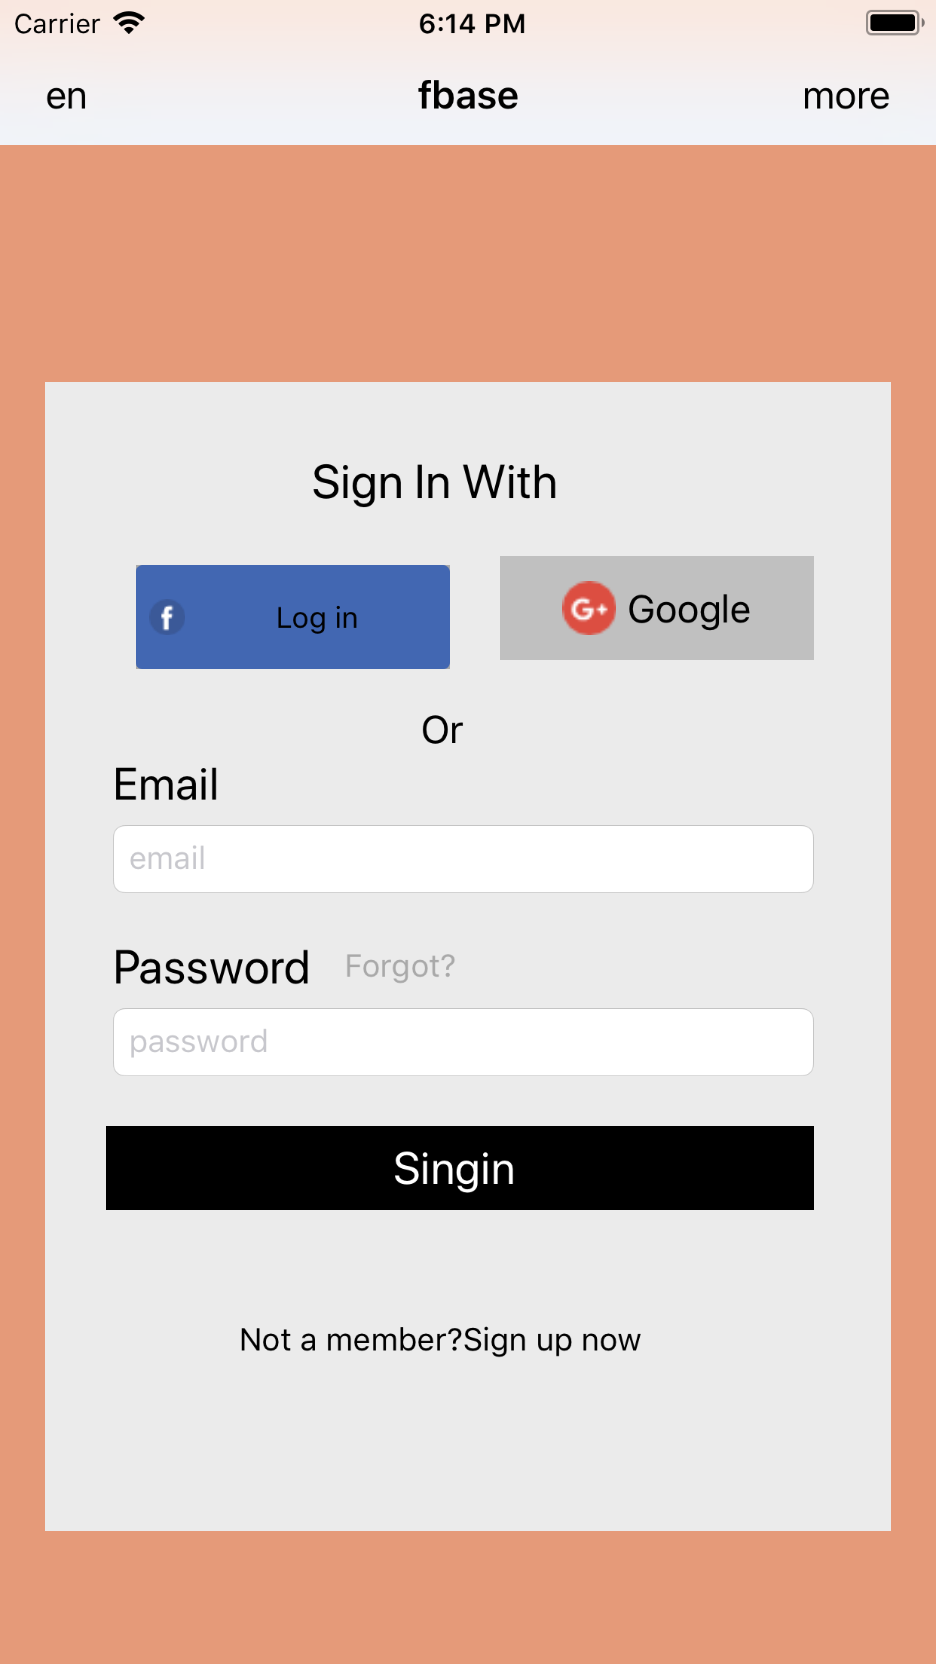 Carrier 6:14 PM
en fbase more
Sign In With
f Log in G+ Google
Or
Email
email
Password Forgot?
password
Singin
Not a member?Sign up now